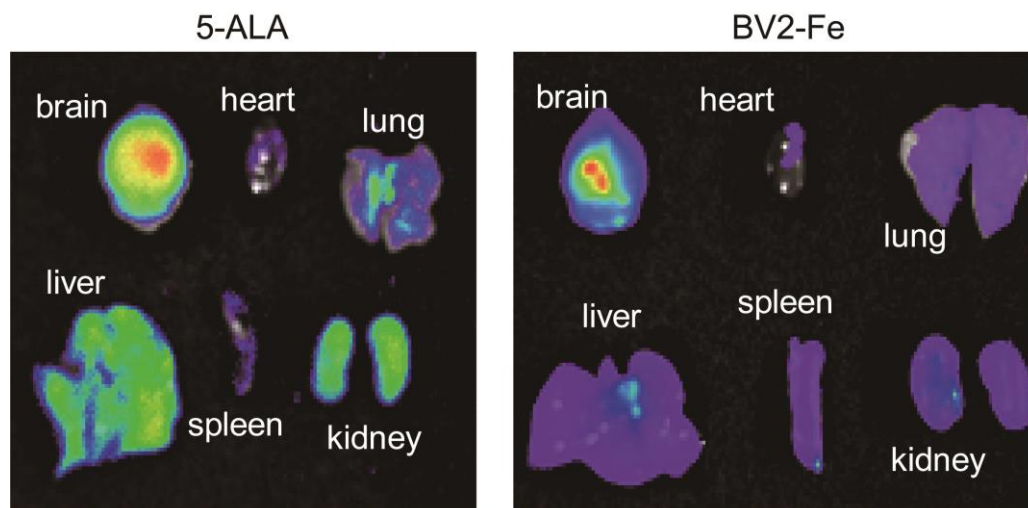 5-ALA
brain
heart
lung
liver
spleen
kidney
BV2-Fe
brain
heart
lung
liver
spleen
kidney